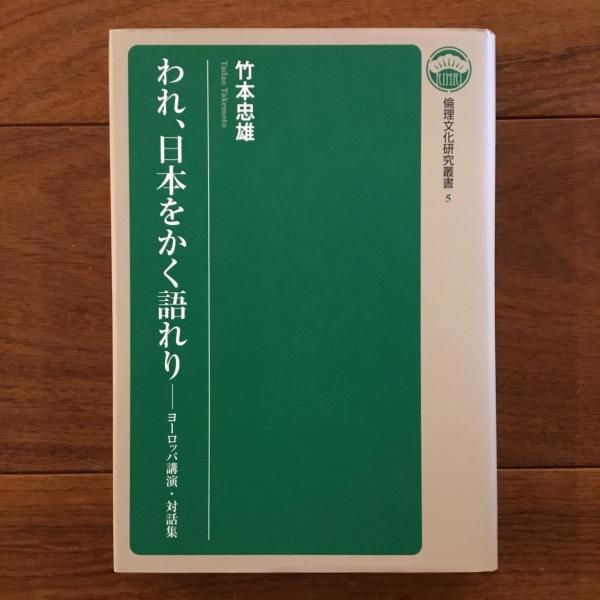 RIHRI
倫理文化研究叢書 5
竹本忠雄
Tadao Takemoto
われ、日本をかく語れり
──ヨーロッパ講演・対話集